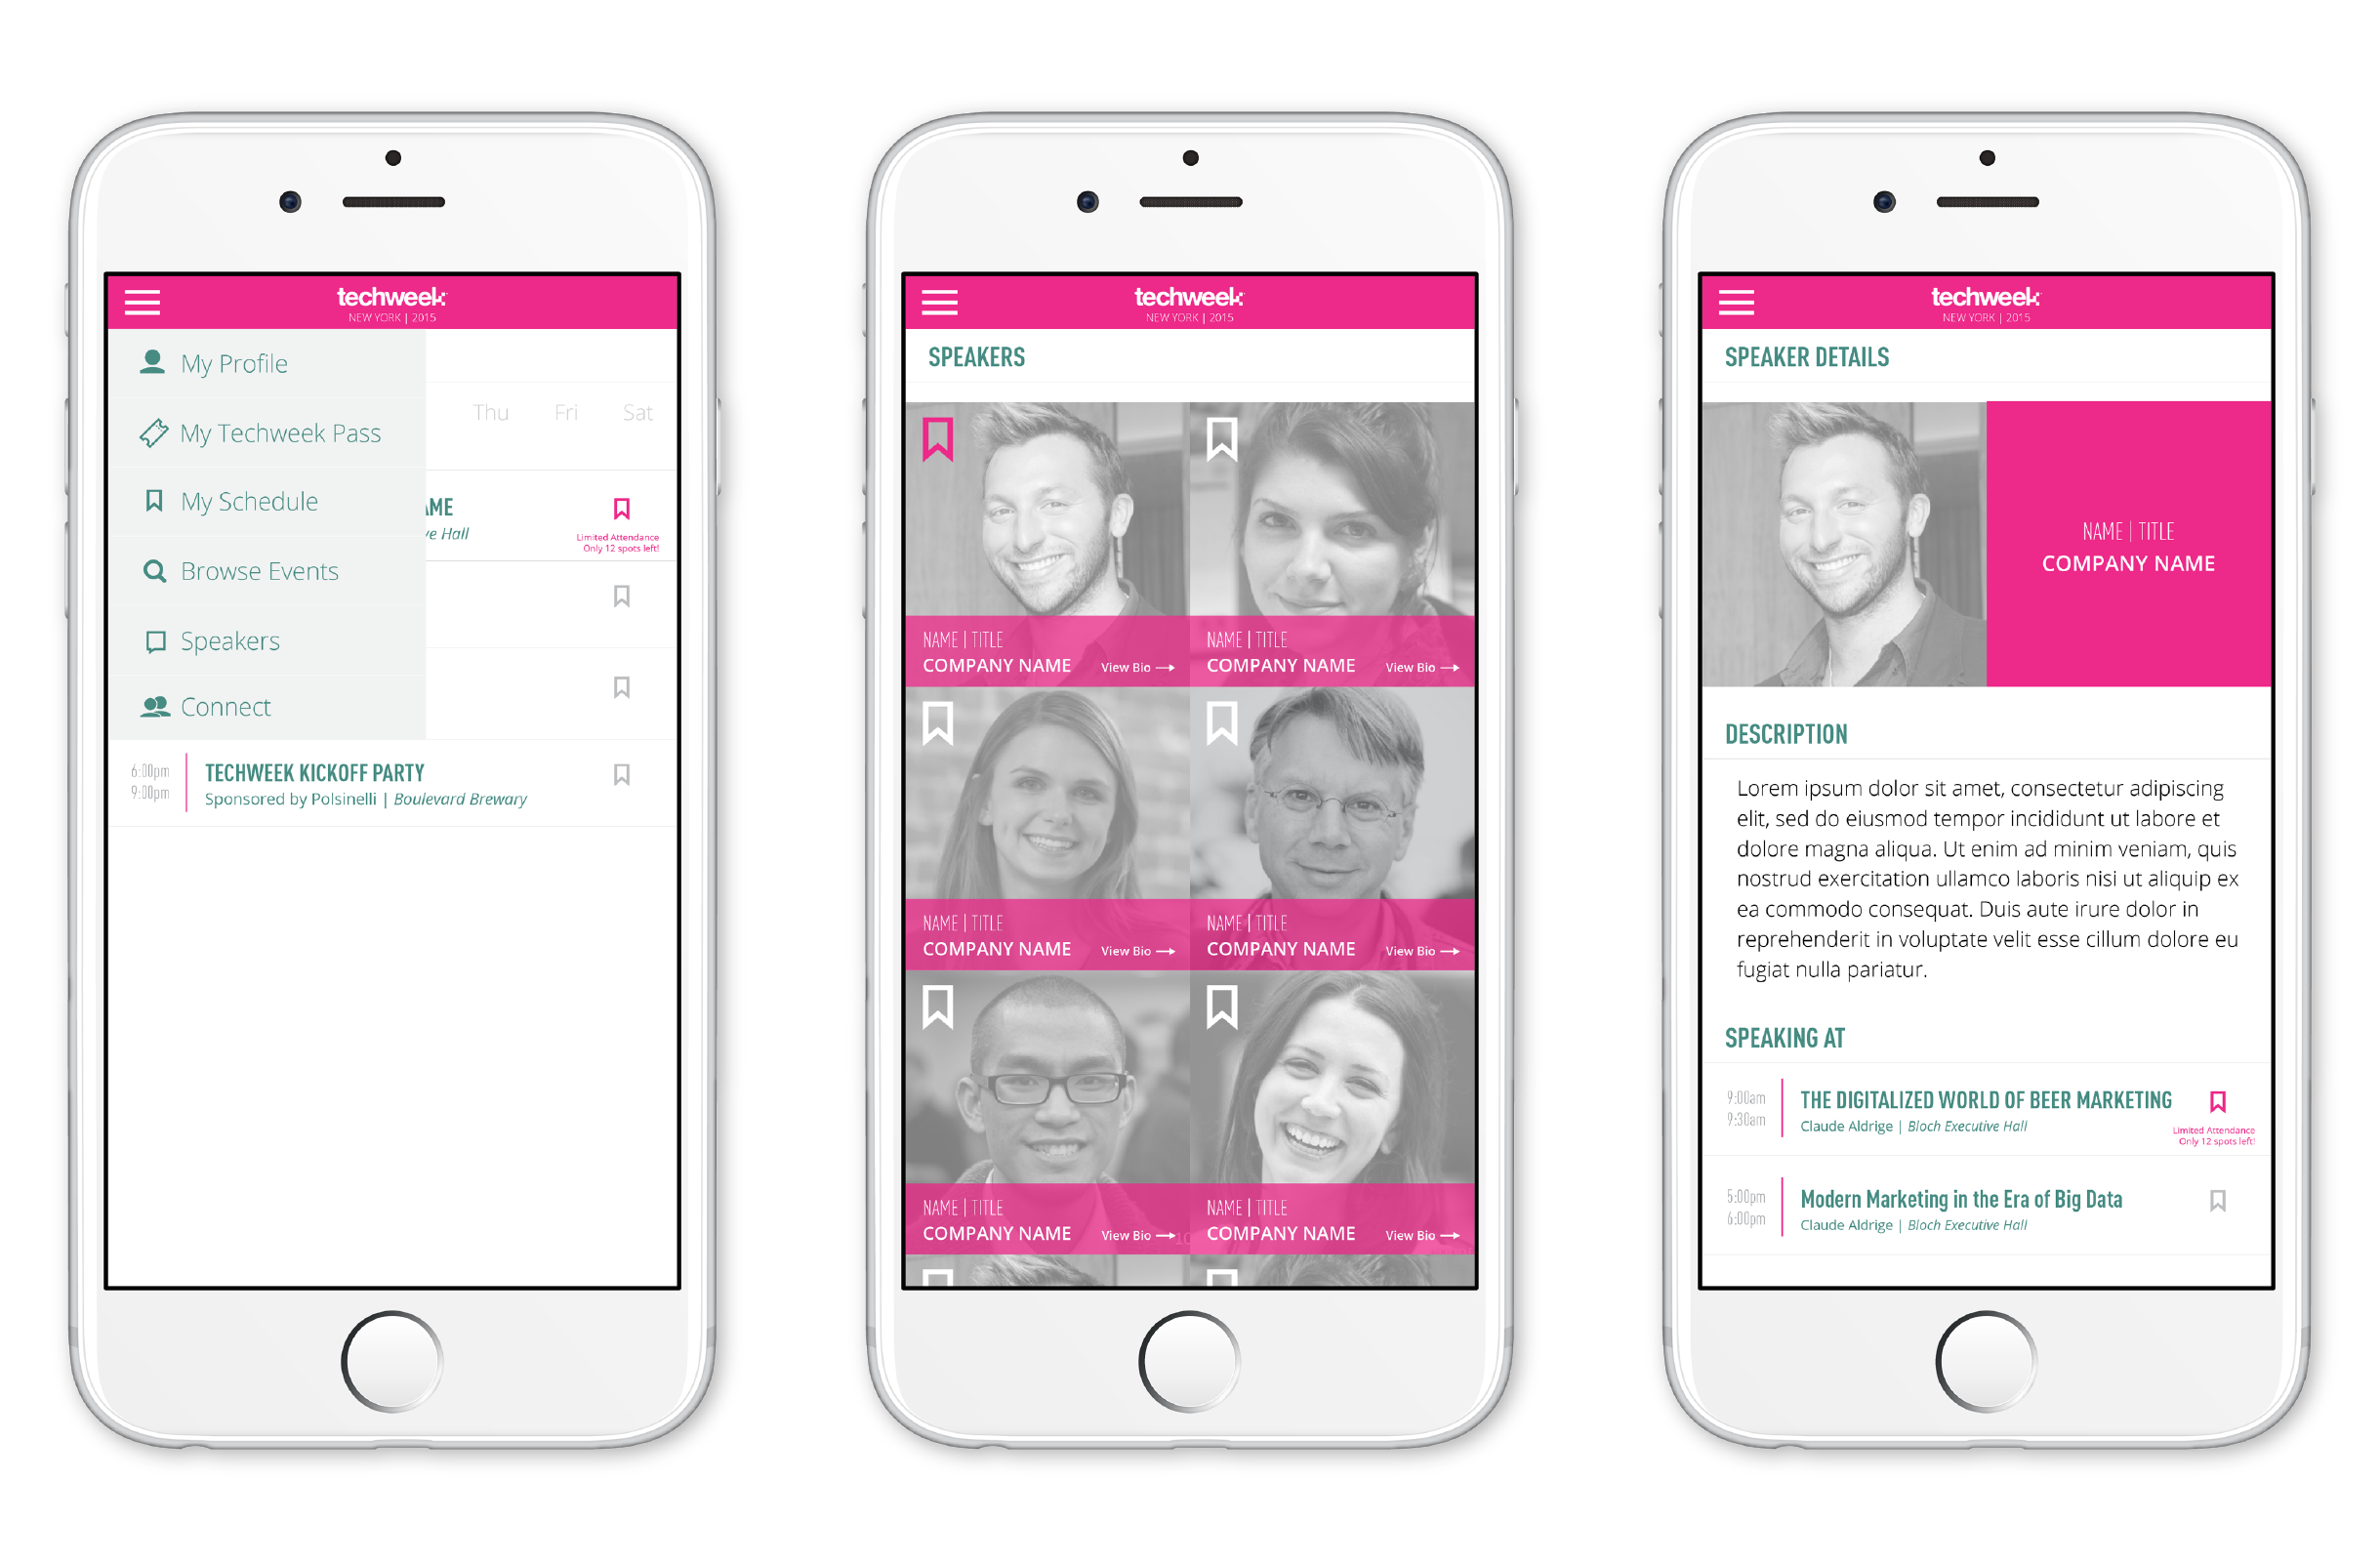 techweek
NEW YORK | 2015
My Profile
My Techweek Pass
Thu Fri Sat
My Schedule
AME
ve Hall
Limited Attendance
Only 12 spots left!
Browse Events
Speakers
Connect
6:00pm
9:00pm
TECHWEEK KICKOFF PARTY
Sponsored by Polsinelli | Boulevard Brewary
techweek
NEW YORK | 2015
SPEAKERS
NAME | TITLE
COMPANY NAME View Bio →
NAME | TITLE
COMPANY NAME View Bio →
NAME | TITLE
COMPANY NAME View Bio →
NAME | TITLE
COMPANY NAME View Bio →
NAME | TITLE
COMPANY NAME View Bio →
NAME | TITLE
COMPANY NAME View Bio →
techweek
NEW YORK | 2015
SPEAKER DETAILS
NAME | TITLE
COMPANY NAME
DESCRIPTION
Lorem ipsum dolor sit amet, consectetur adipiscing
elit, sed do eiusmod tempor incididunt ut labore et
dolore magna aliqua. Ut enim ad minim veniam, quis
nostrud exercitation ullamco laboris nisi ut aliquip ex
ea commodo consequat. Duis aute irure dolor in
reprehenderit in voluptate velit esse cillum dolore eu
fugiat nulla pariatur.
SPEAKING AT
9:00am
9:30am
THE DIGITALIZED WORLD OF BEER MARKETING
Claude Aldrige | Bloch Executive Hall
Limited Attendance
Only 12 spots left!
5:00pm
6:00pm
Modern Marketing in the Era of Big Data
Claude Aldrige | Bloch Executive Hall